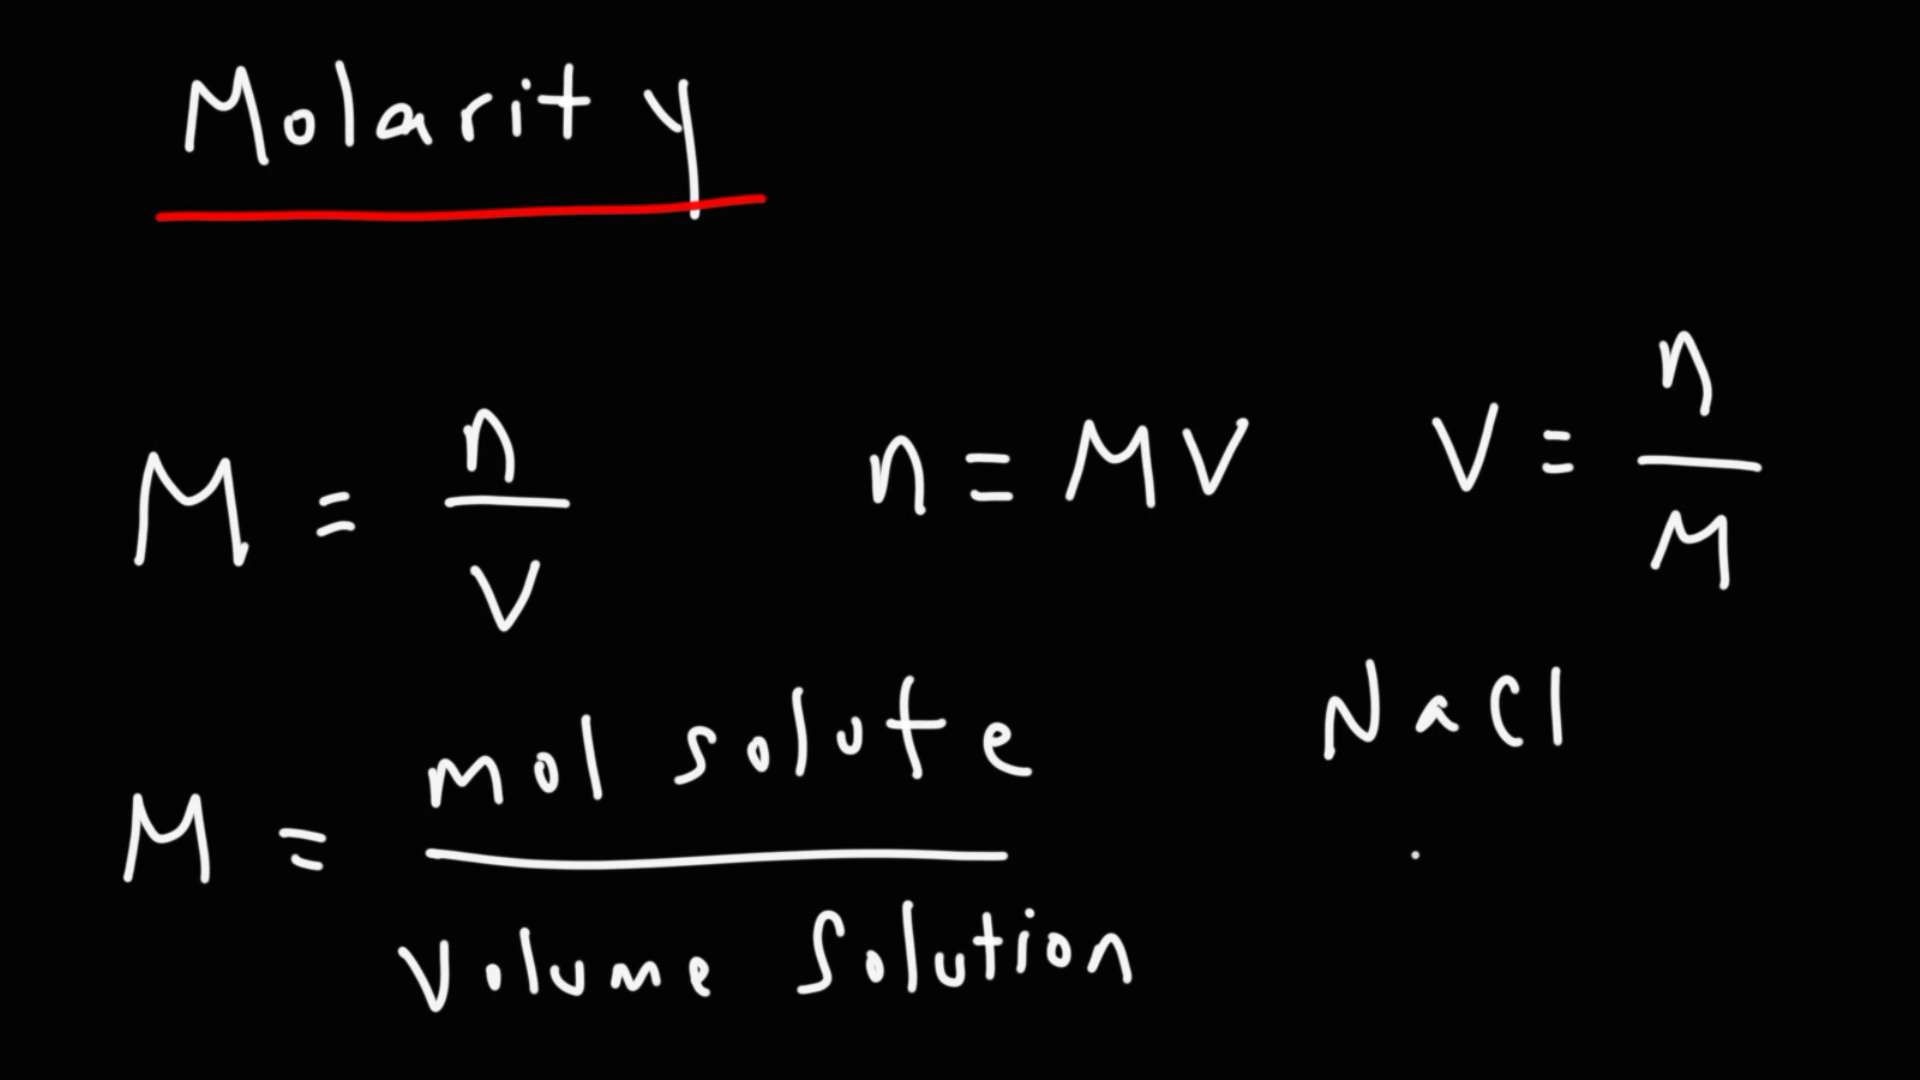 Molarity
M = n/V n = MV V = n/M
M = mol solute / Volume Solution NaCl